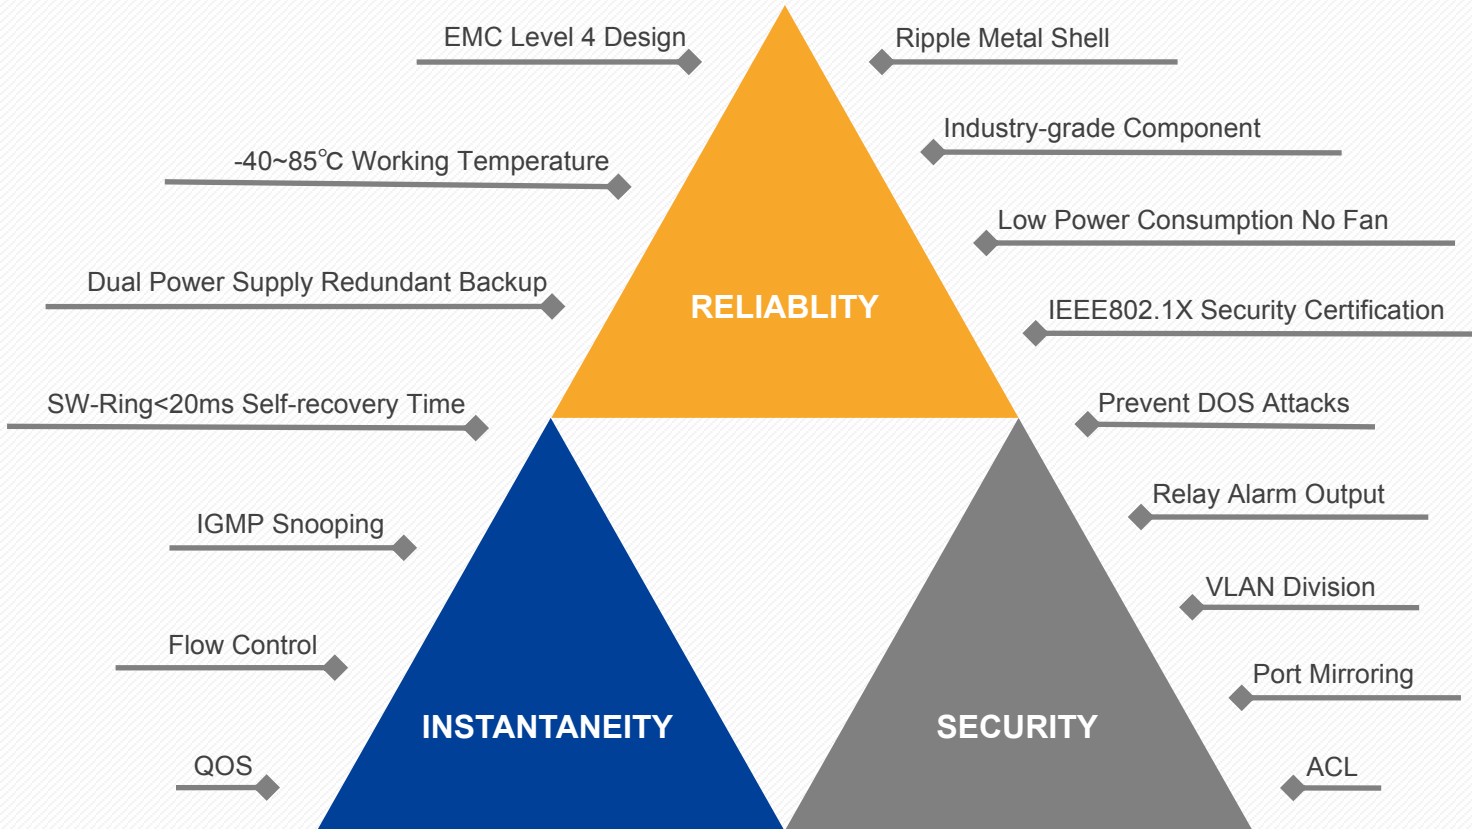 EMC Level 4 Design
Ripple Metal Shell
Industry-grade Component
-40~85℃ Working Temperature
Low Power Consumption No Fan
Dual Power Supply Redundant Backup
RELIABLITY
IEEE802.1X Security Certification
SW-Ring<20ms Self-recovery Time
Prevent DOS Attacks
Relay Alarm Output
IGMP Snooping
VLAN Division
Flow Control
Port Mirroring
INSTANTANEITY
SECURITY
QOS
ACL